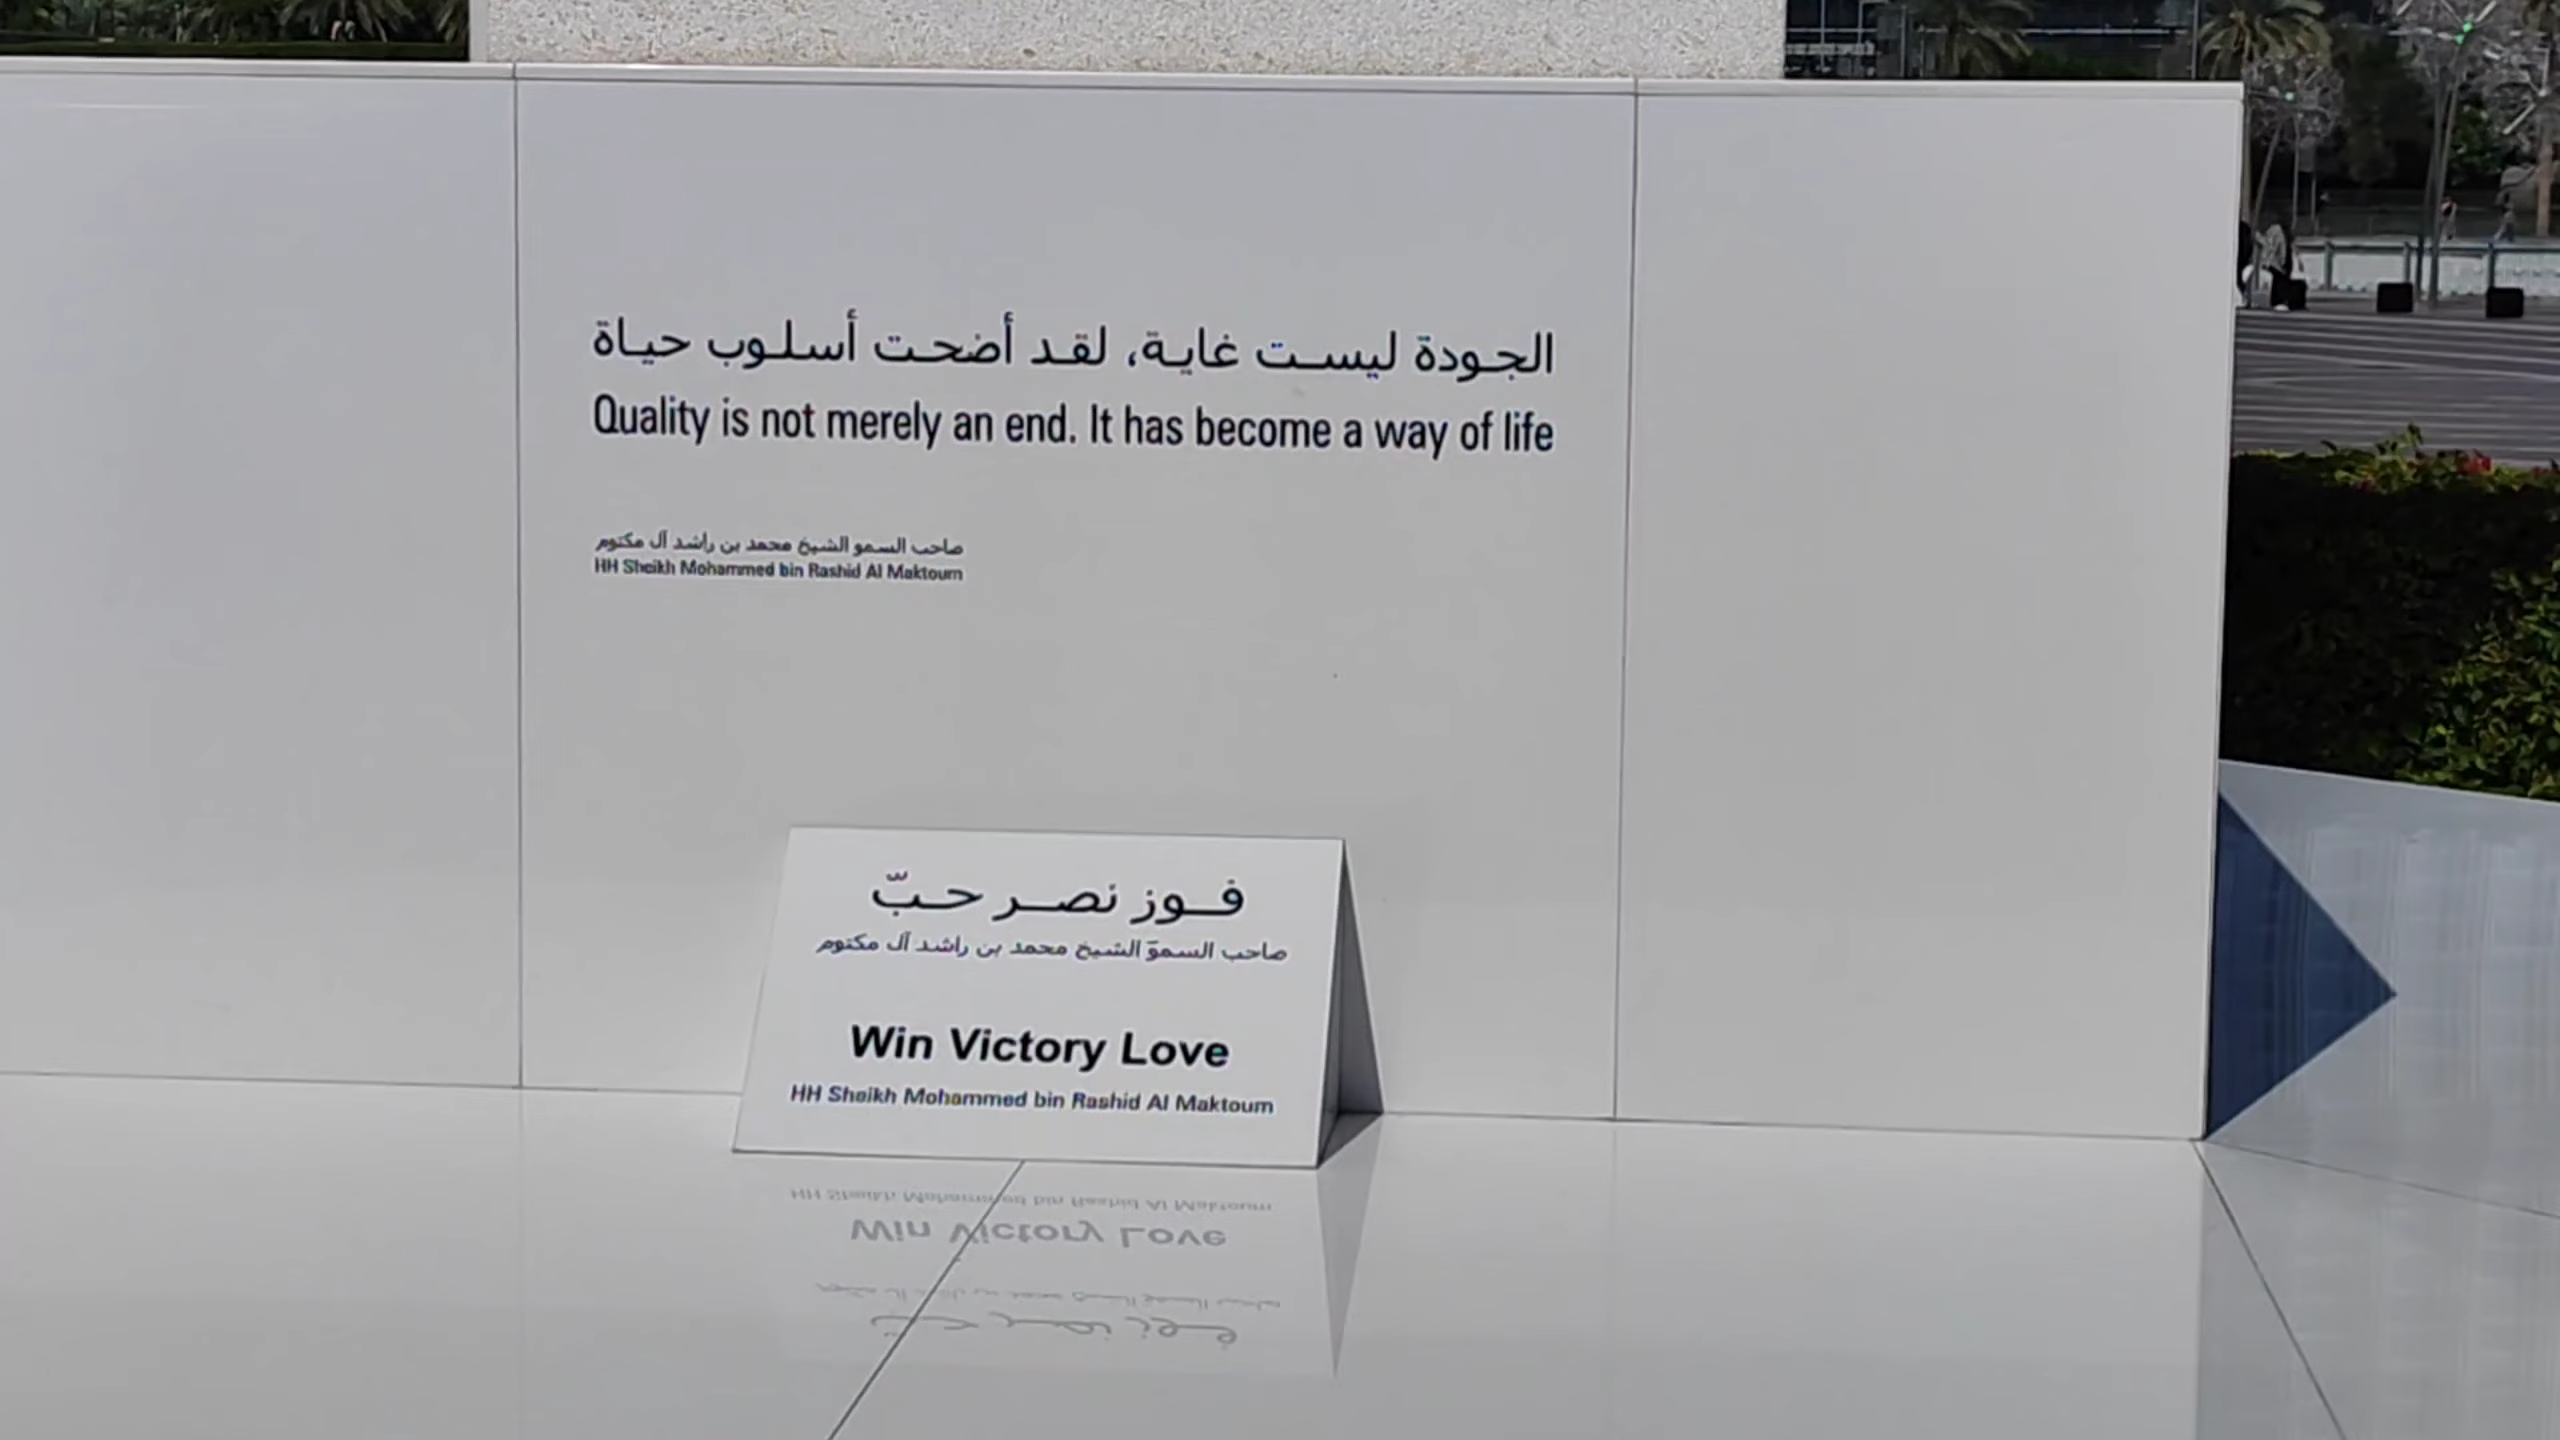 الجودة ليست غاية، لقد أضحت أسلوب حياة
Quality is not merely an end. It has become a way of life
صاحب السمو الشيخ محمد بن راشد آل مكتوم
HH Sheikh Mohammed bin Rashid Al Maktoum
فوز نصر حبّ
صاحب السموّ الشيخ محمد بن راشد آل مكتوم
Win Victory Love
HH Sheikh Mohammed bin Rashid Al Maktoum